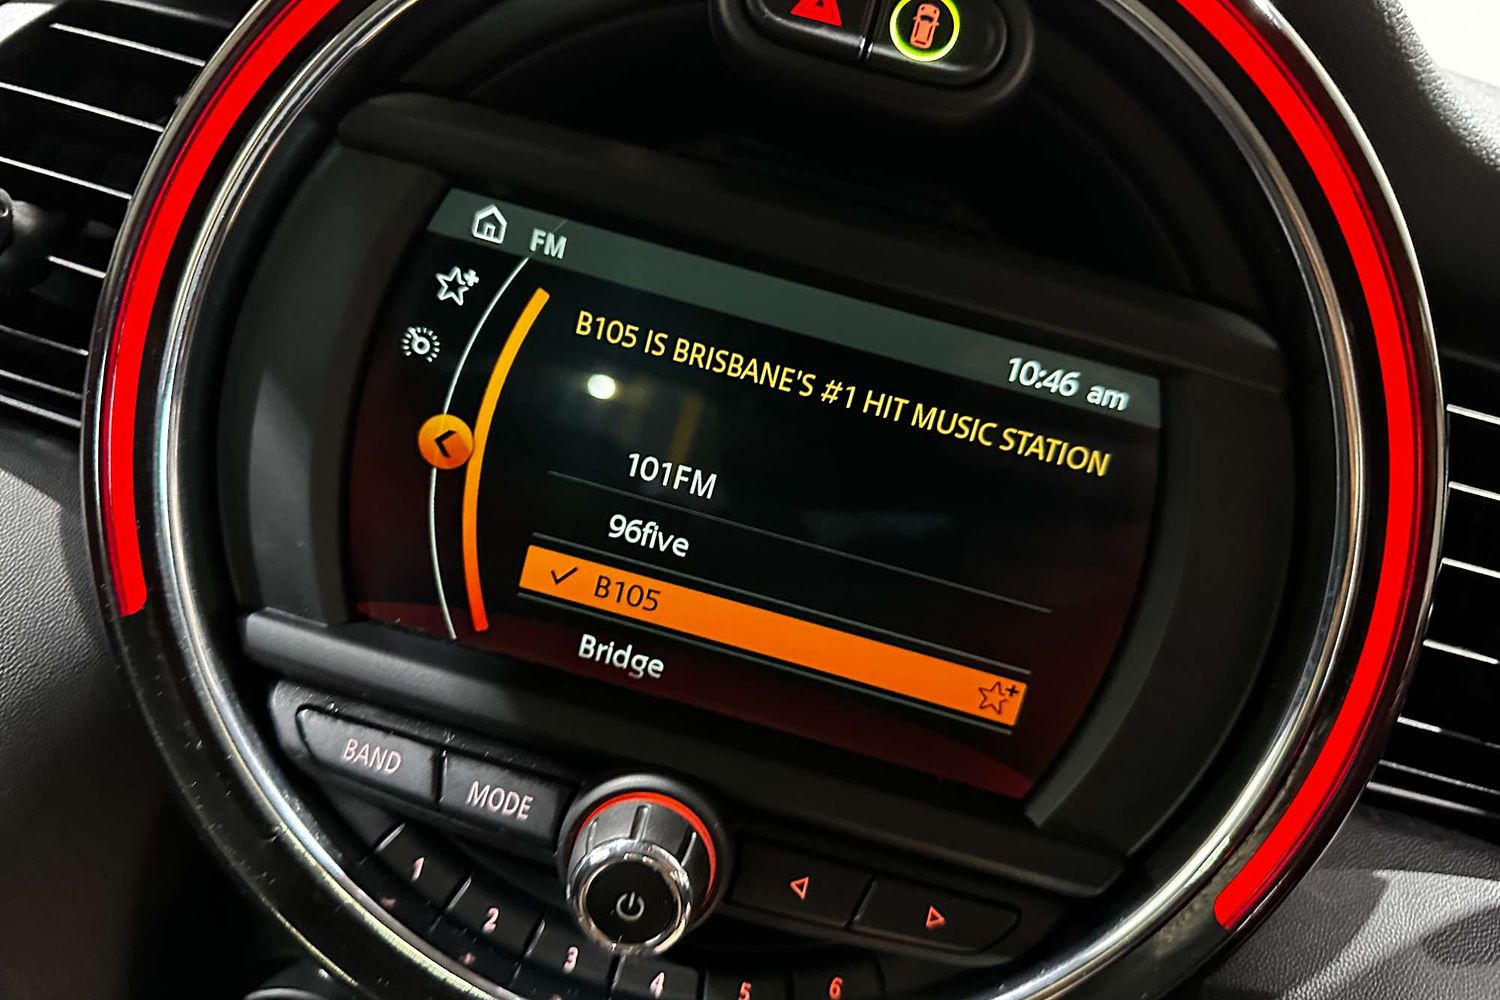 FM
10:46 am
B105 IS BRISBANE'S #1 HIT MUSIC STATION
101FM
96five
B105
Bridge
BAND
MODE
1
2
3
4
5
6